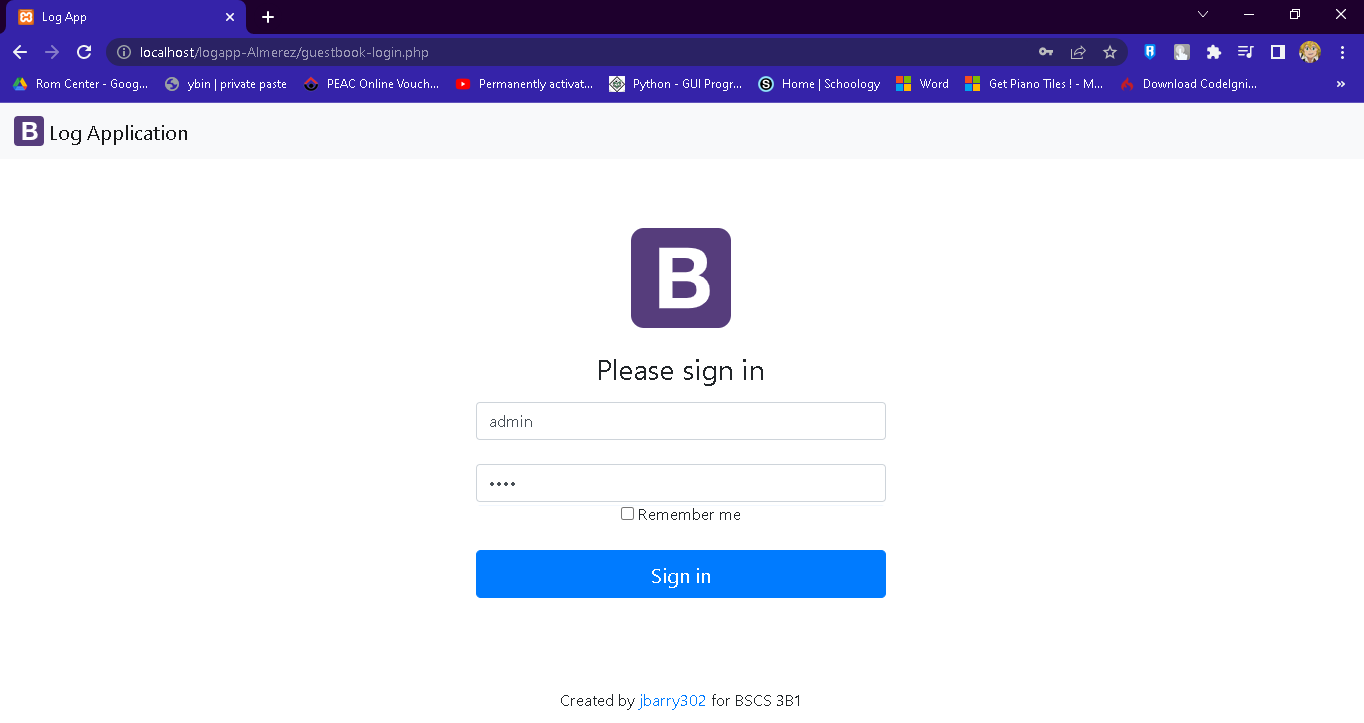 Log App
localhost/logapp-Almerez/guestbook-login.php
Rom Center - Goog... ybin | private paste PEAC Online Vouch... Permanently activat... Python - GUI Progr... Home | Schoology Word Get Piano Tiles ! - M... Download CodeIgni... »
B Log Application
B
Please sign in
admin
••••
Remember me
Sign in
Created by jbarry302 for BSCS 3B1